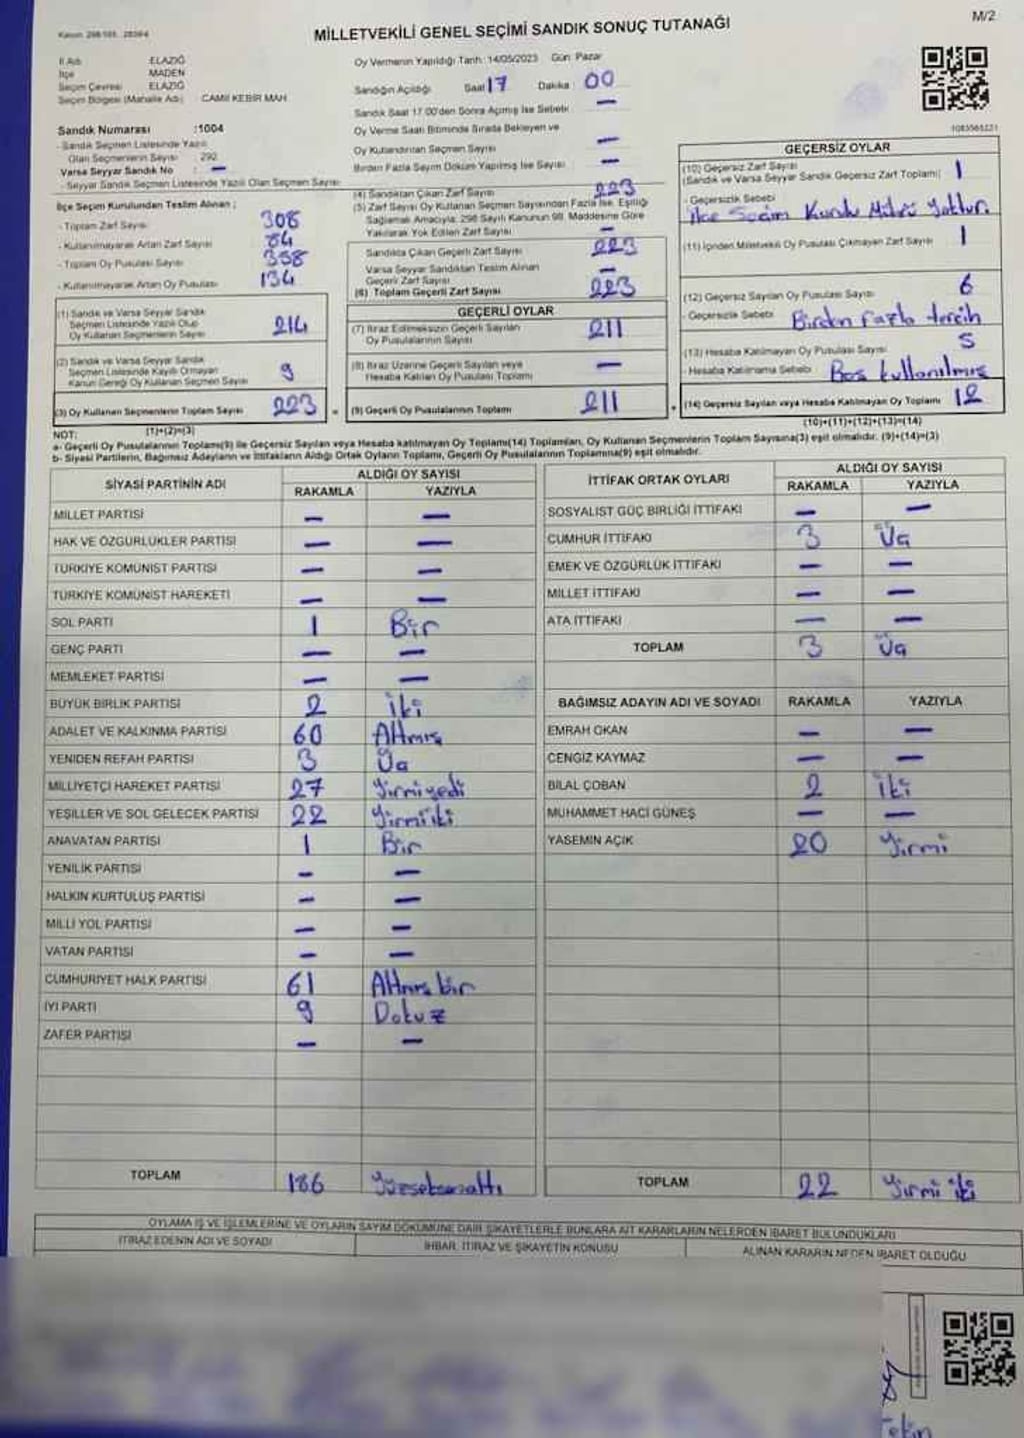 MİLLETVEKİLİ GENEL SEÇİMİ SANDIK SONUÇ TUTANAĞI
M/2
İl Adı ELAZIĞ
İlçe MADEN
Seçim Çevresi ELAZIĞ
Seçim Bölgesi (Mahalle Adı) CAMİİ KEBİR MAH
Sandık Numarası :1004
- Sandık Seçmen Listesinde Yazılı
Olan Seçmenlerin Sayısı : 292
Varsa Seyyar Sandık No : –
- Seyyar Sandık Seçmen Listesinde Yazılı Olan Seçmen Sayısı
İlçe Seçim Kurulundan Teslim Alınan ;
- Toplam Zarf Sayısı 308
- Kullanılmayarak Artan Zarf Sayısı 84
- Toplam Oy Pusulası Sayısı 358
- Kullanılmayarak Artan Oy Pusulası 134
(1) Sandık ve Varsa Seyyar Sandık
Seçmen Listesinde Yazılı Olup
Oy Kullanan Seçmenlerin Sayısı 214
(2) Sandık ve Varsa Seyyar Sandık
Seçmen Listesinde Kayıtlı Olmayan
Kanun Gereği Oy Kullanan Seçmen Sayısı 9
(3) Oy Kullanan Seçmenlerin Toplam Sayısı 223 =
(1)+(2)=(3)
Oy Vermenin Yapıldığı Tarih: 14/05/2023 Gün: Pazar
Sandığın Açıldığı Saat 17 Dakika : 00
Sandık Saat 17.00'den Sonra Açılmış İse Sebebi –
Oy Verme Saati Bitiminde Sırada Bekleyen ve
Oy Kullandırılan Seçmen Sayısı –
Birden Fazla Sayım Döküm Yapılmış İse Sayısı : –
(4) Sandıktan Çıkan Zarf Sayısı 223
(5) Zarf Sayısı Oy Kullanan Seçmen Sayısından Fazla İse, Eşitliği
Sağlamak Amacıyla; 298 Sayılı Kanunun 98. Maddesine Göre
Yakılarak Yok Edilen Zarf Sayısı –
Sandıkta Çıkan Geçerli Zarf Sayısı 223
Varsa Seyyar Sandıktan Teslim Alınan
Geçerli Zarf Sayısı –
(6) Toplam Geçerli Zarf Sayısı 223
GEÇERLİ OYLAR
(7) İtiraz Edilmeksizin Geçerli Sayılan
Oy Pusulalarının Sayısı 211
(8) İtiraz Üzerine Geçerli Sayılan veya
Hesaba Katılan Oy Pusulası Toplamı –
(9) Geçerli Oy Pusulalarının Toplamı 211 +
GEÇERSİZ OYLAR
(10) Geçersiz Zarf Sayısı
(Sandık ve Varsa Seyyar Sandık Geçersiz Zarf Toplamı) 1
- Geçersizlik Sebebi
İlçe Seçim Kurulu Mührü Yoktur.
(11) İçinden Milletvekili Oy Pusulası Çıkmayan Zarf Sayısı 1
(12) Geçersiz Sayılan Oy Pusulası Sayısı 6
- Geçersizlik Sebebi Birden fazla tercih
(13) Hesaba Katılmayan Oy Pusulası Sayısı 5
- Hesaba Katılmama Sebebi Boş kullanılmış
(14) Geçersiz Sayılan veya Hesaba Katılmayan Oy Toplamı 12
(10)+(11)+(12)+(13)=(14)
NOT:
a- Geçerli Oy Pusulalarının Toplamı(9) ile Geçersiz Sayılan veya Hesaba katılmayan Oy Toplamı(14) Toplamları, Oy Kullanan Seçmenlerin Toplam Sayısına(3) eşit olmalıdır. (9)+(14)=(3)
b- Siyasi Partilerin, Bağımsız Adayların ve İttifakların Aldığı Ortak Oyların Toplamı, Geçerli Oy Pusulalarının Toplamına(9) eşit olmalıdır.
SİYASİ PARTİNİN ADI ALDIĞI OY SAYISI
RAKAMLA YAZIYLA
MİLLET PARTİSİ – –
HAK VE ÖZGÜRLÜKLER PARTİSİ – –
TÜRKİYE KOMÜNİST PARTİSİ – –
TÜRKİYE KOMÜNİST HAREKETİ – –
SOL PARTİ 1 Bir
GENÇ PARTİ – –
MEMLEKET PARTİSİ – –
BÜYÜK BİRLİK PARTİSİ 2 İki
ADALET VE KALKINMA PARTİSİ 60 Altmış
YENİDEN REFAH PARTİSİ 3 Üç
MİLLİYETÇİ HAREKET PARTİSİ 27 Yirmiyedi
YEŞİLLER VE SOL GELECEK PARTİSİ 22 Yirmiiki
ANAVATAN PARTİSİ 1 Bir
YENİLİK PARTİSİ – –
HALKIN KURTULUŞ PARTİSİ – –
MİLLİ YOL PARTİSİ – –
VATAN PARTİSİ – –
CUMHURİYET HALK PARTİSİ 61 Altmış bir
İYİ PARTİ 9 Dokuz
ZAFER PARTİSİ – –
TOPLAM 186 Yüzseksenaltı
İTTİFAK ORTAK OYLARI ALDIĞI OY SAYISI
RAKAMLA YAZIYLA
SOSYALİST GÜÇ BİRLİĞİ İTTİFAKI – –
CUMHUR İTTİFAKI 3 Üç
EMEK VE ÖZGÜRLÜK İTTİFAKI – –
MİLLET İTTİFAKI – –
ATA İTTİFAKI – –
TOPLAM 3 Üç
BAĞIMSIZ ADAYIN ADI VE SOYADI RAKAMLA YAZIYLA
EMRAH OKAN – –
CENGİZ KAYMAZ – –
BİLAL ÇOBAN 2 İki
MUHAMMET HACI GÜNEŞ – –
YASEMİN AÇIK 20 Yirmi
TOPLAM 22 Yirmi iki
OYLAMA İŞ VE İŞLEMLERİNE VE OYLARIN SAYIM DÖKÜMÜNE DAİR ŞİKAYETLERLE BUNLARA AİT KARARLARIN NELERDEN İBARET BULUNDUKLARI
İTİRAZ EDENİN ADI VE SOYADI İHBAR, İTİRAZ VE ŞİKAYETİN KONUSU ALINAN KARARIN NEDEN İBARET OLDUĞU